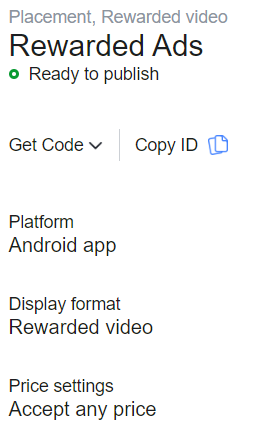 Placement, Rewarded video
Rewarded Ads
Ready to publish
Get Code
Copy ID
Platform
Android app
Display format
Rewarded video
Price settings
Accept any price